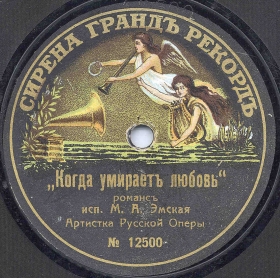 СИРЕНА ГРАНДЪ РЕКОРДЪ
„Когда умираетъ любовь“
романсъ
исп. М. А. Эмская
Артистка Русской Оперы
№ 12500